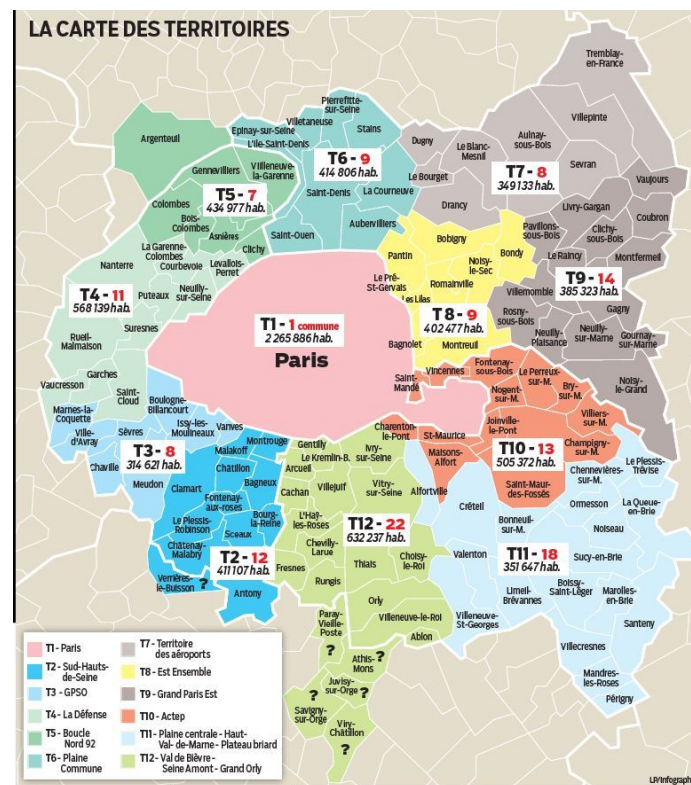 LA CARTE DES TERRITOIRES
Tremblay-
en-France
Pierrefitte-
sur-Seine
Villetaneuse
Epinay-sur-Seine
Stains
L'Ile-Saint-Denis
Argenteuil
Villepinte
Dugny
Le Blanc-
Mesnil
Aulnay-
sous-Bois
T6 - 9
414 806 hab.
Gennevilliers
Villeneuve-
la-Garenne
T7 - 8
349 133 hab.
Sevran
Le Bourget
Vaujours
T5 - 7
434 977 hab.
Saint-Denis
La Courneuve
Drancy
Livry-Gargan
Coubron
Colombes
Bois-
Colombes
Asnières
Saint-Ouen
Aubervilliers
Bobigny
Pavillons-
sous-Bois
Clichy-
sous-Bois
La Garenne-
Colombes
Courbevoie
Clichy
Levallois-
Perret
Pantin
Noisy-
le-Sec
Bondy
Le Raincy
Montfermeil
Nanterre
T4 - 11
568 139 hab.
Puteaux
Neuilly-
sur-Seine
Le Pré-
St-Gervais
Romainville
Les Lilas
Villemomble
T9 - 14
385 323 hab.
Suresnes
T1 - 1 commune
2 265 886 hab.
Paris
T8 - 9
402 477 hab.
Rosny-
sous-Bois
Gagny
Rueil-
Malmaison
Bagnolet
Montreuil
Neuilly-
Plaisance
Neuilly-
sur-Marne
Gournay-
sur-Marne
Garches
Vaucresson
Saint-
Cloud
Vincennes
Fontenay-
sous-Bois
Le Perreux-
sur-M.
Noisy-
le-Grand
Saint-
Mandé
Nogent-
sur-M.
Bry-
sur-M.
Marnes-la-
Coquette
Boulogne-
Billancourt
Ville-
d'Avray
Sèvres
Issy-les-
Moulineaux
Vanves
Charenton-
le-Pont
St-Maurice
Joinville-
le-Pont
Villiers-
sur-M.
T3 - 8
314 621 hab.
Malakoff
Montrouge
Gentilly
Ivry-
sur-Seine
Maisons-
Alfort
T10 - 13
505 372 hab.
Champigny-
sur-M.
Chaville
Meudon
Châtillon
Arcueil
Le Kremlin-B.
Clamart
Bagneux
Cachan
Villejuif
Vitry-
sur-Seine
Alfortville
Saint-Maur-
des-Fossés
Chennevières-
sur-M.
Le Plessis-
Trévise
Fontenay-
aux-roses
Créteil
Ormesson
La Queue-
en-Brie
Le Plessis-
Robinson
Bourg-
la-Reine
L'Haÿ-
les-Roses
T12 - 22
632 237 hab.
Bonneuil-
sur-M.
Noiseau
Sceaux
Châtenay-
Malabry
T2 - 12
411 107 hab.
Chevilly-
Larue
Thiais
Choisy-
le-Roi
Valenton
T11 - 18
351 647 hab.
Sucy-en-Brie
Fresnes
Rungis
Verrières-
le-Buisson ?
Antony
Orly
Limeil-
Brévannes
Boissy-
Saint-Léger
Marolles-
en-Brie
Paray-
Vieille-
Poste
?
Villeneuve-le-Roi
Villeneuve-
St-Georges
Santeny
Ablon
Villecresnes
Athis-
Mons
?
Juvisy-
sur-Orge
?
Savigny-
sur-Orge
Mandres-
les-Roses
Périgny
Viry-
Châtillon
?
T1 - Paris
T2 - Sud-Hauts-
de-Seine
T3 - GPSO
T4 - La Défense
T5 - Boucle
Nord 92
T6 - Plaine
Commune
T7 - Territoire
des aéroports
T8 - Est Ensemble
T9 - Grand Paris Est
T10 - Actep
T11 - Plaine centrale - Haut-
Val- de-Marne - Plateau briard
T12 - Val de Bièvre -
Seine Amont - Grand Orly
LP/Infographie